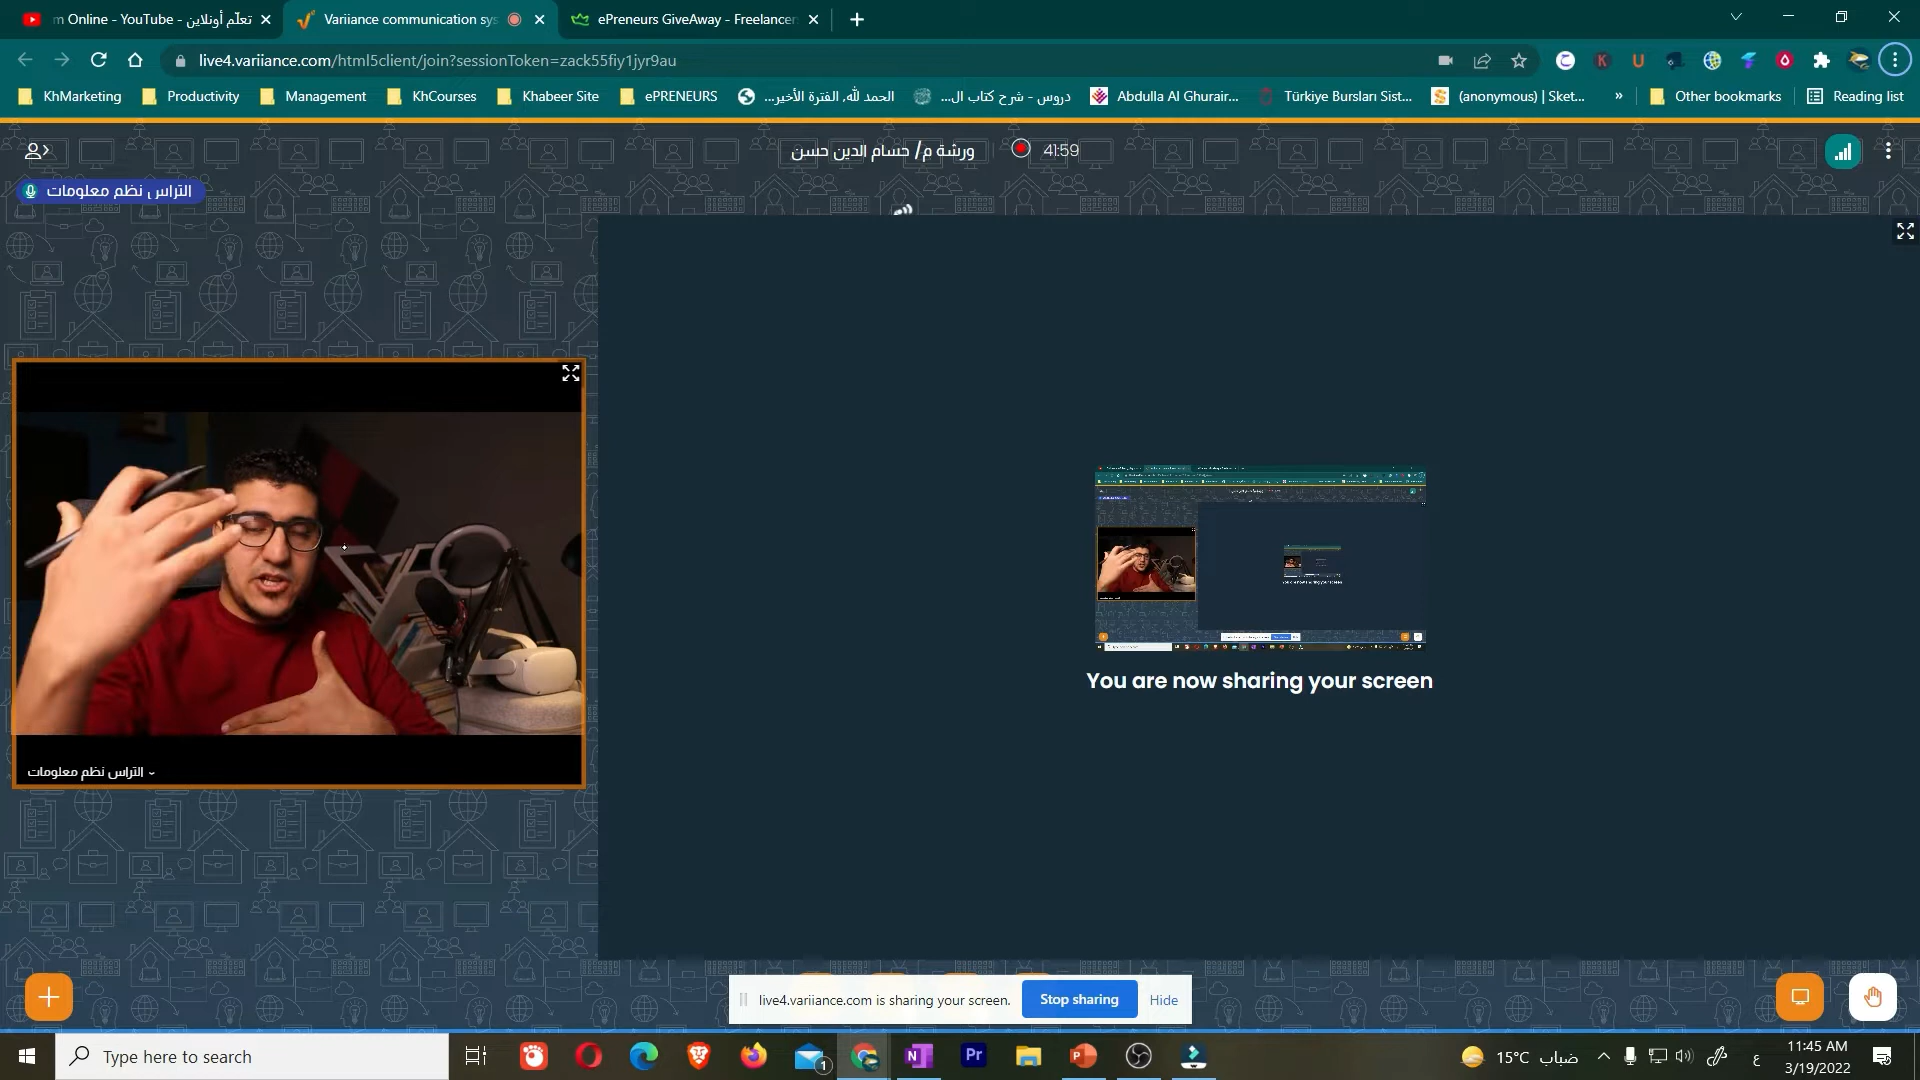 m Online - YouTube - تعلّم أونلاين
Variiance communication sys
ePreneurs GiveAway - Freelancer
live4.variiance.com/html5client/join?sessionToken=zack55fiy1jyr9au
KhMarketing
Productivity
Management
KhCourses
Khabeer Site
ePRENEURS
الحمد لله, الفترة الأخير...
دروس - شرح كتاب ال...
Abdulla Al Ghurair...
Türkiye Bursları Sist...
(anonymous) | Sket...
»
Other bookmarks
Reading list
ورشة م/ حسام الدين حسن
41:59
التراس نظم معلومات
التراس نظم معلومات
You are now sharing your screen
live4.variiance.com is sharing your screen.
Stop sharing
Hide
Type here to search
1
15°C ضباب
ع
11:45 AM
3/19/2022